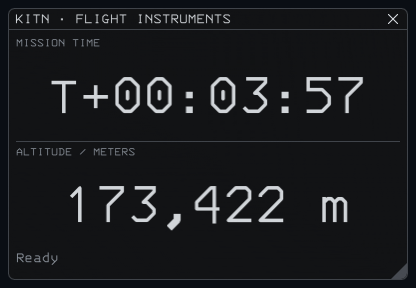 KITN · FLIGHT INSTRUMENTS
MISSION TIME
T+00:03:57
ALTITUDE / METERS
173,422 m
Ready